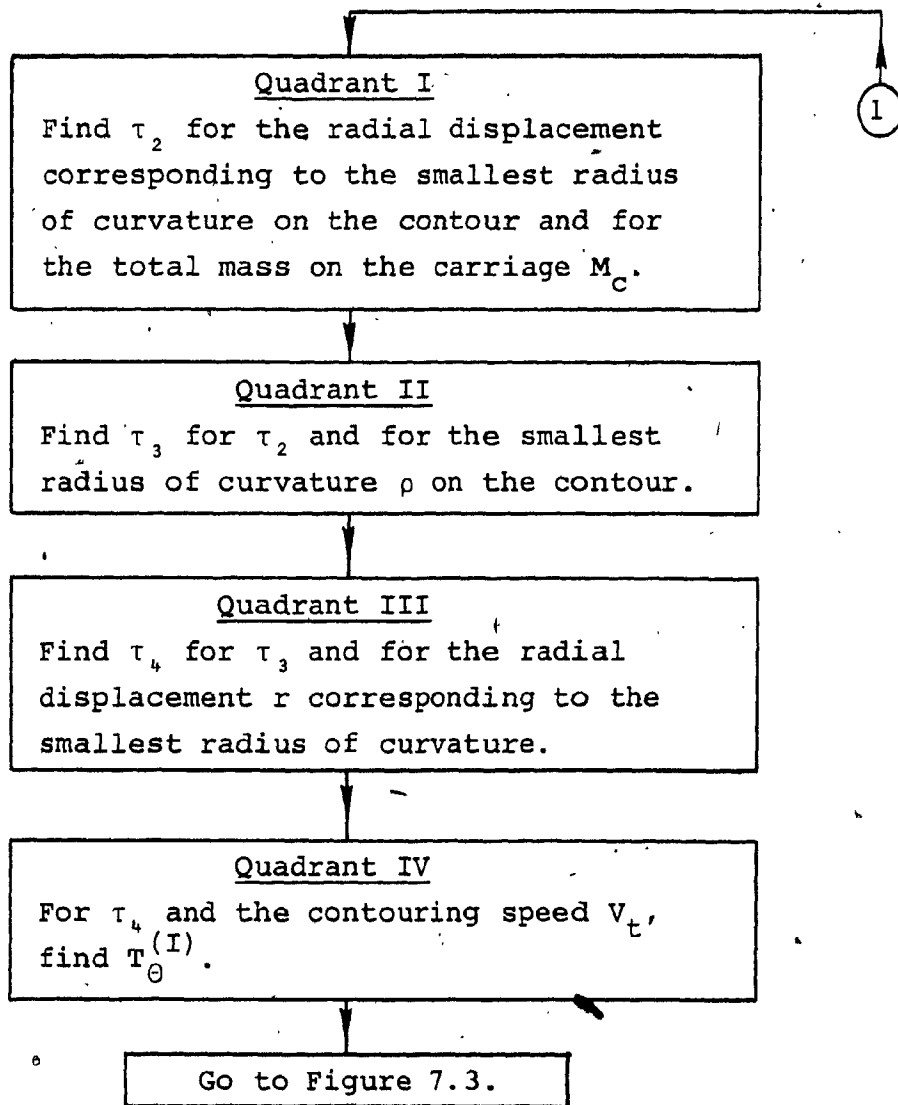 1
Quadrant I
Find τ₂ for the radial displacement
corresponding to the smallest radius
of curvature on the contour and for
the total mass on the carriage M_c.
Quadrant II
Find τ₃ for τ₂ and for the smallest
radius of curvature ρ on the contour.
Quadrant III
Find τ₄ for τ₃ and for the radial
displacement r corresponding to the
smallest radius of curvature.
Quadrant IV
For τ₄ and the contouring speed V_t,
find T_Θ^(I).
Go to Figure 7.3.